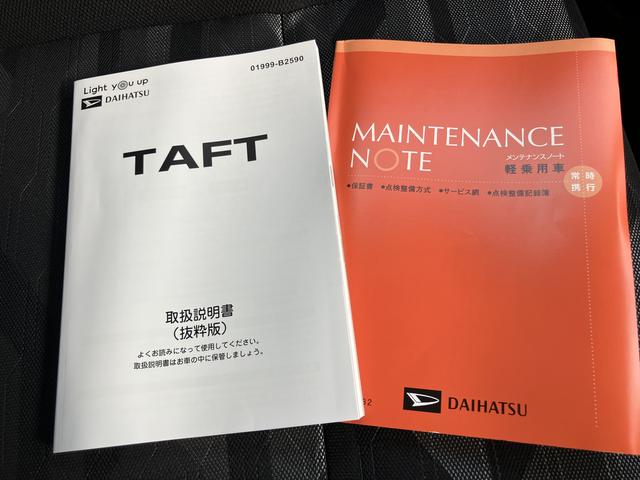 Light you up
DAIHATSU
01999-B2590
TAFT
取扱説明書
（抜粋版）
よくお読みになって使用してください。
取扱説明書はお車の中に保管しましょう。
MAINTENANCE
NOTE
メンテナンスノート
軽乗用車
常時
携行
●保証書 ●点検整備方式 ●サービス網 ●点検整備記録簿
DAIHATSU